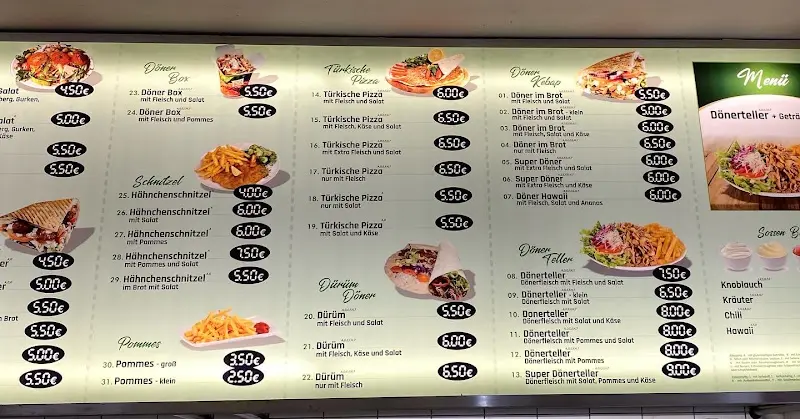 Salat
4.50€
berg, Gurken,
5.00€
berg, Gurken,
Käse
5.50€
5.50€
4.50€
5.00€
5.50€
m Brot
5.50€
5.00€
5.50€
Döner
Box
23. Döner Box 5.50€
mit Fleisch und Salat
24. Döner Box 5.50€
mit Fleisch und Pommes
Schnitzel
25. Hähnchenschnitzel 4.00€
26. Hähnchenschnitzel 6.00€
mit Salat
27. Hähnchenschnitzel 6.00€
mit Pommes
28. Hähnchenschnitzel 7.50€
mit Pommes und Salat
29. Hähnchenschnitzel 5.50€
im Brot mit Salat
Pommes
30. Pommes - groß 3.50€
31. Pommes - klein 2.50€
Türkische
Pizza
14. Türkische Pizza 6.00€
mit Fleisch und Salat
15. Türkische Pizza 6.50€
mit Fleisch, Käse und Salat
16. Türkische Pizza 6.50€
mit Extra Fleisch und Salat
17. Türkische Pizza 6.50€
nur mit Fleisch
18. Türkische Pizza 5.50€
nur mit Salat
19. Türkische Pizza 5.50€
mit Salat und Käse
Dürüm
Döner
20. Dürüm 5.50€
mit Fleisch und Salat
21. Dürüm 6.00€
mit Fleisch, Käse und Salat
22. Dürüm 6.50€
nur mit Fleisch
Döner
Kebap
01. Döner im Brot 5.50€
mit Fleisch und Salat
02. Döner im Brot - klein 5.00€
mit Fleisch und Salat
03. Döner im Brot 6.00€
mit Fleisch, Salat und Käse
04. Döner im Brot 6.00€
nur mit Fleisch
05. Super Döner 6.00€
mit Extra Fleisch und Salat
06. Super Döner 6.00€
mit Extra Fleisch und Käse
07. Döner Hawaii 6.00€
mit Fleisch, Salat und Ananas
Döner
Teller
08. Dönerteller 7.50€
Dönerfleisch mit Salat
09. Dönerteller - klein 6.50€
Dönerfleisch mit Salat
10. Dönerteller 8.00€
Dönerfleisch mit Salat und Käse
11. Dönerteller 8.00€
Dönerfleisch mit Pommes
12. Dönerteller 8.00€
Dönerfleisch mit Pommes und Salat
13. Super Dönerteller 9.00€
Dönerfleisch mit Salat, Pommes und Käse
Menü
Dönerteller + Geträ
Sossen
Knoblauch
Kräuter
Chili
Hawaii